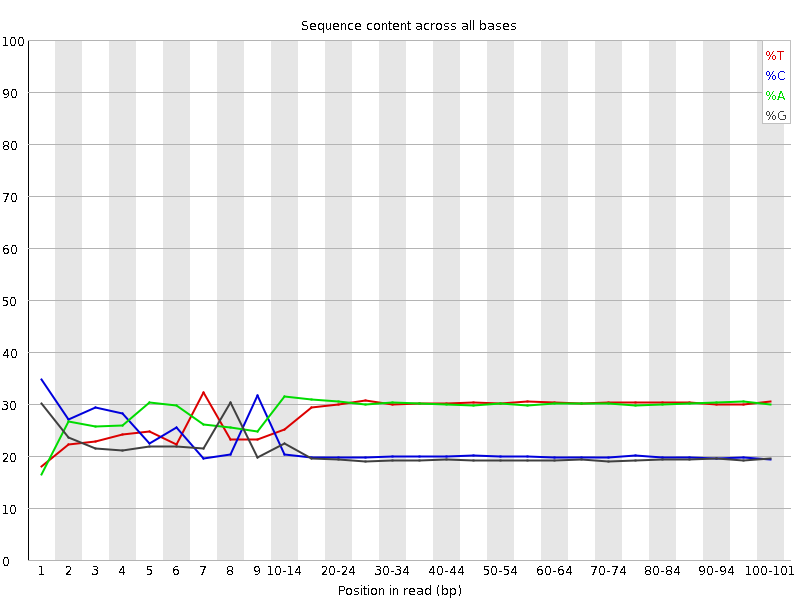 Sequence content across all bases
100
90
80
70
60
50
40
30
20
10
0
%T
%C
%A
%G
1 2 3 4 5 6 7 8 9 10-14 20-24 30-34 40-44 50-54 60-64 70-74 80-84 90-94 100-101
Position in read (bp)